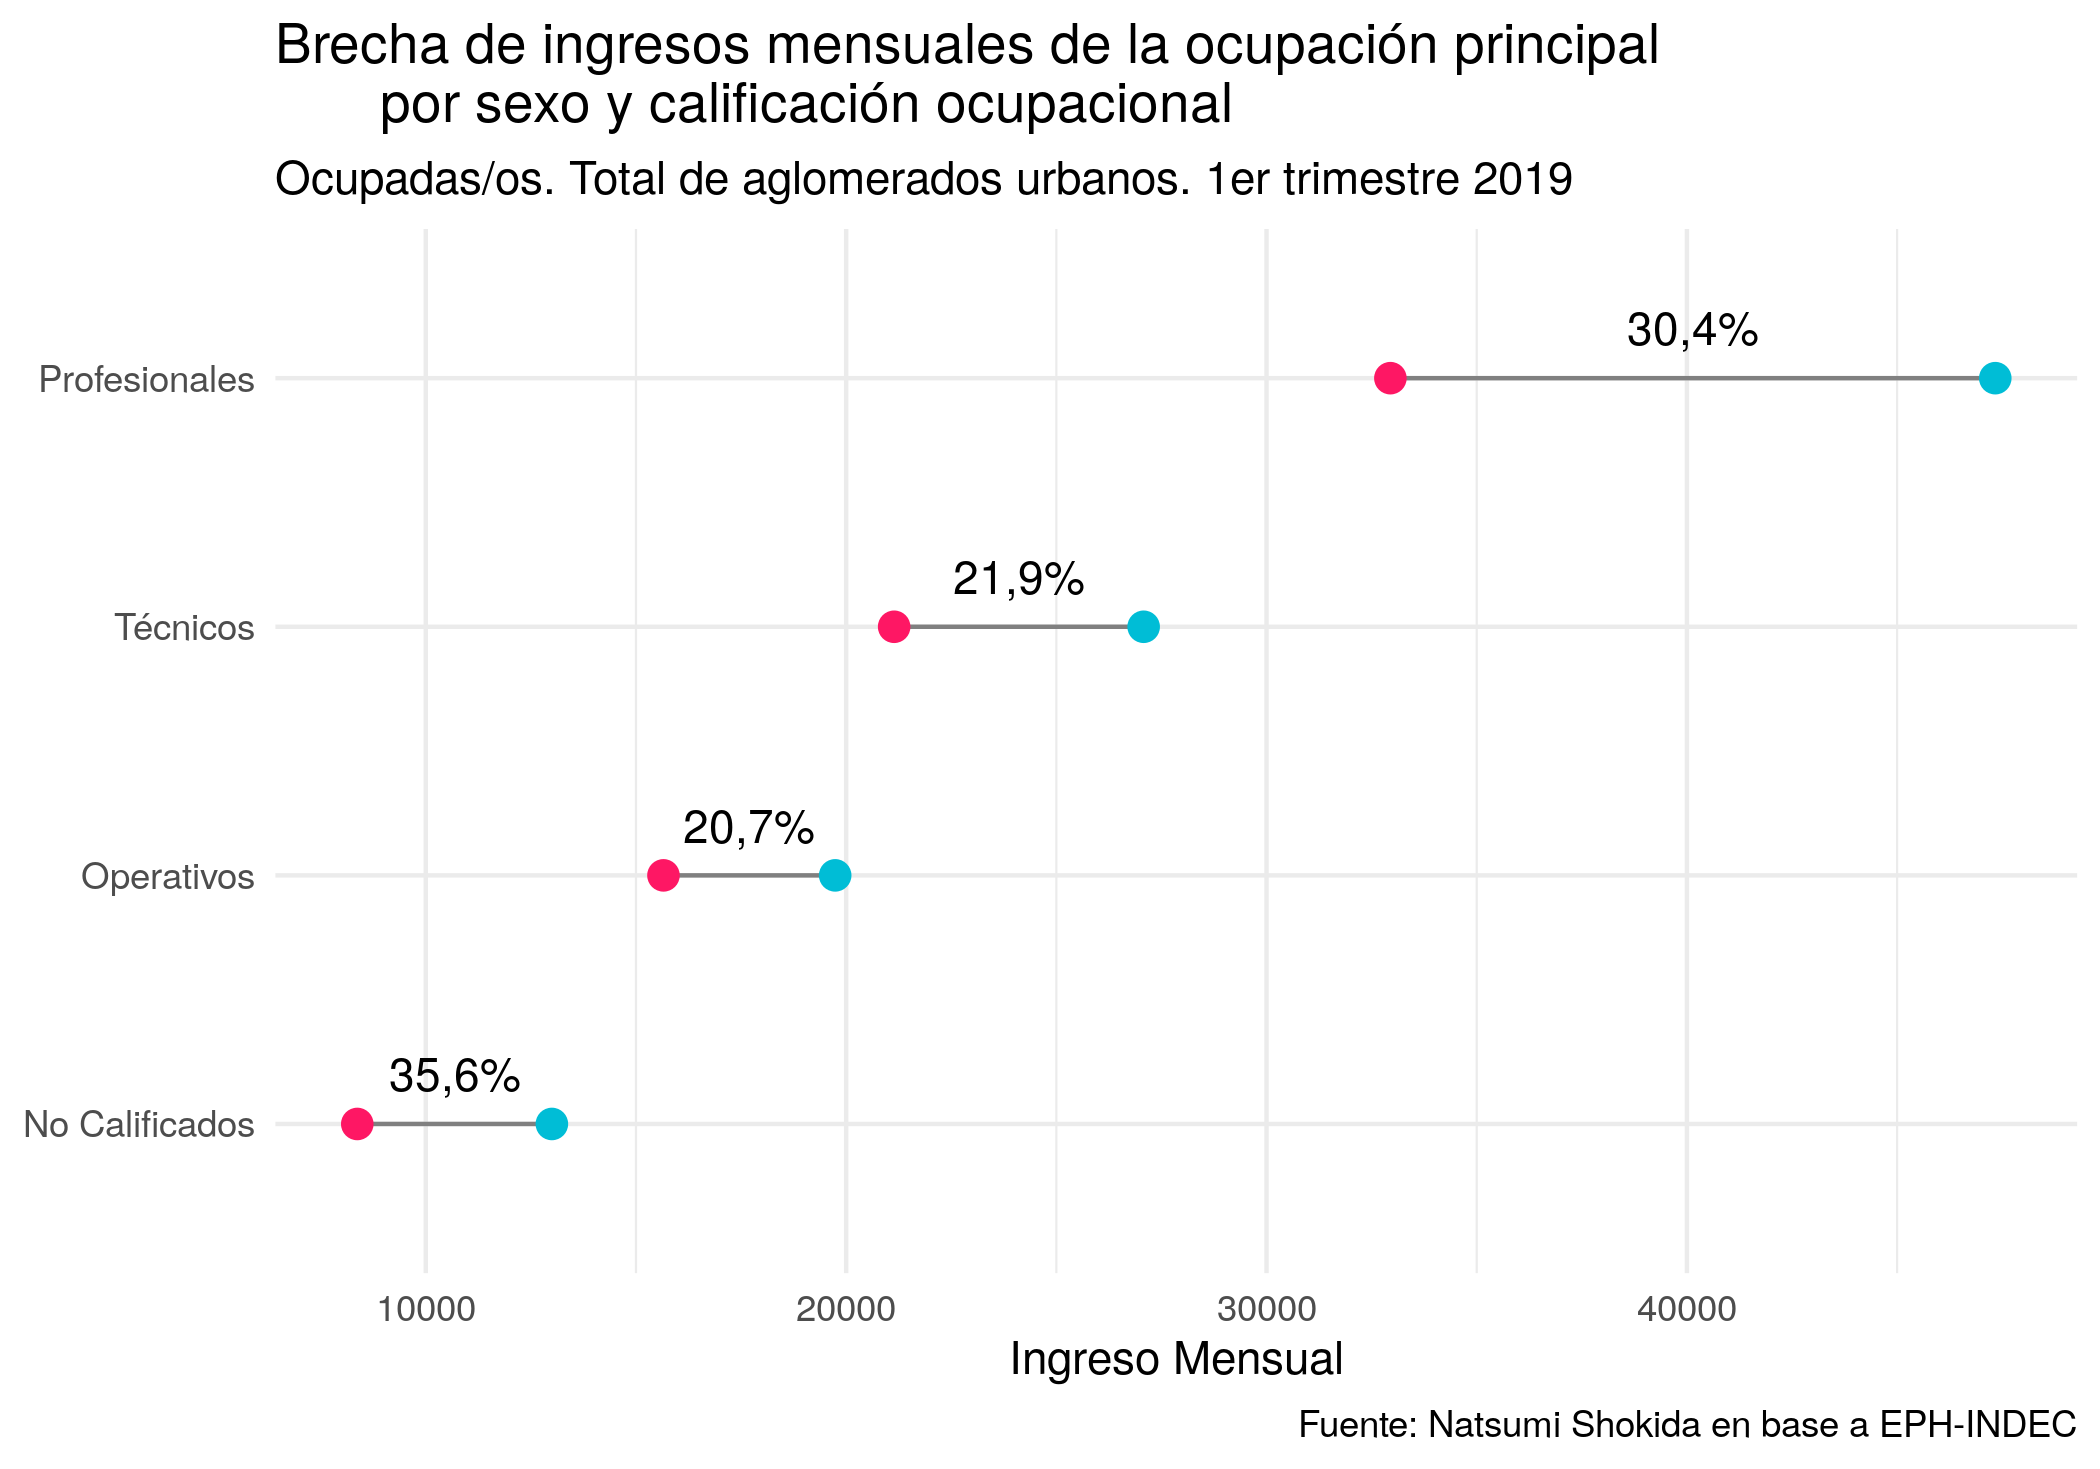 Brecha de ingresos mensuales de la ocupación principal
por sexo y calificación ocupacional
Ocupadas/os. Total de aglomerados urbanos. 1er trimestre 2019
30,4%
Profesionales
21,9%
Técnicos
20,7%
Operativos
35,6%
No Calificados
10000 20000 30000 40000
Ingreso Mensual
Fuente: Natsumi Shokida en base a EPH-INDEC